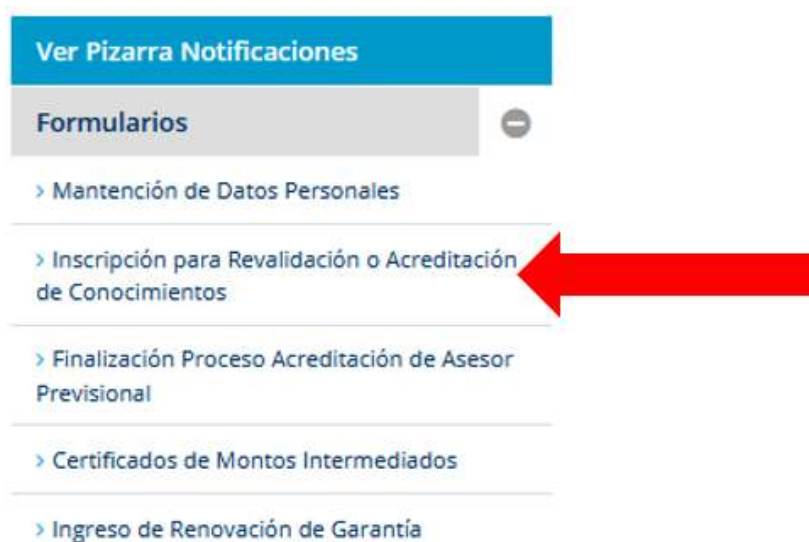 Ver Pizarra Notificaciones
Formularios
> Mantención de Datos Personales
> Inscripción para Revalidación o Acreditación
de Conocimientos
> Finalización Proceso Acreditación de Asesor
Previsional
> Certificados de Montos Intermediados
> Ingreso de Renovación de Garantía